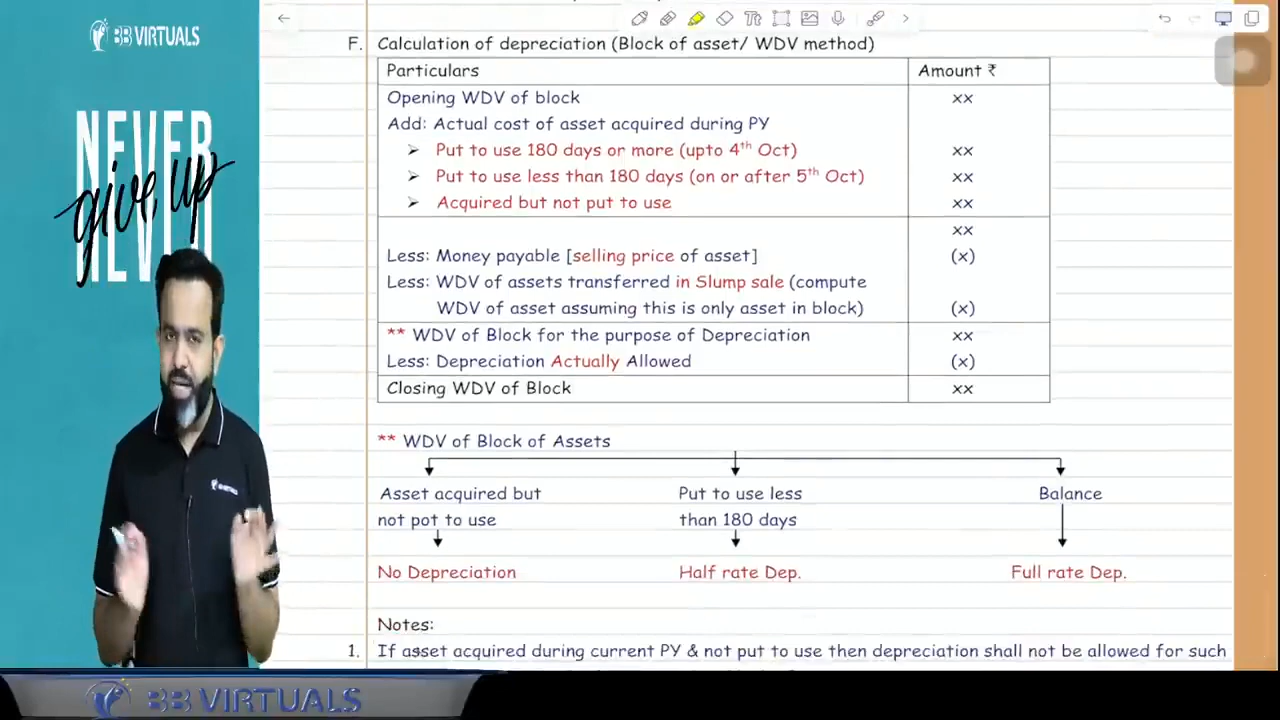 BB VIRTUALS
NEVER
give up
NEVER
F. Calculation of depreciation (Block of asset/ WDV method)
Particulars Amount ₹
Opening WDV of block xx
Add: Actual cost of asset acquired during PY
➢ Put to use 180 days or more (upto 4th Oct) xx
➢ Put to use less than 180 days (on or after 5th Oct) xx
➢ Acquired but not put to use xx
xx
Less: Money payable [selling price of asset] (x)
Less: WDV of assets transferred in Slump sale (compute
WDV of asset assuming this is only asset in block) (x)
** WDV of Block for the purpose of Depreciation xx
Less: Depreciation Actually Allowed (x)
Closing WDV of Block xx
** WDV of Block of Assets
Asset acquired but Put to use less Balance
not pot to use than 180 days
No Depreciation Half rate Dep. Full rate Dep.
Notes:
1. If asset acquired during current PY & not put to use then depreciation shall not be allowed for such
BB VIRTUALS